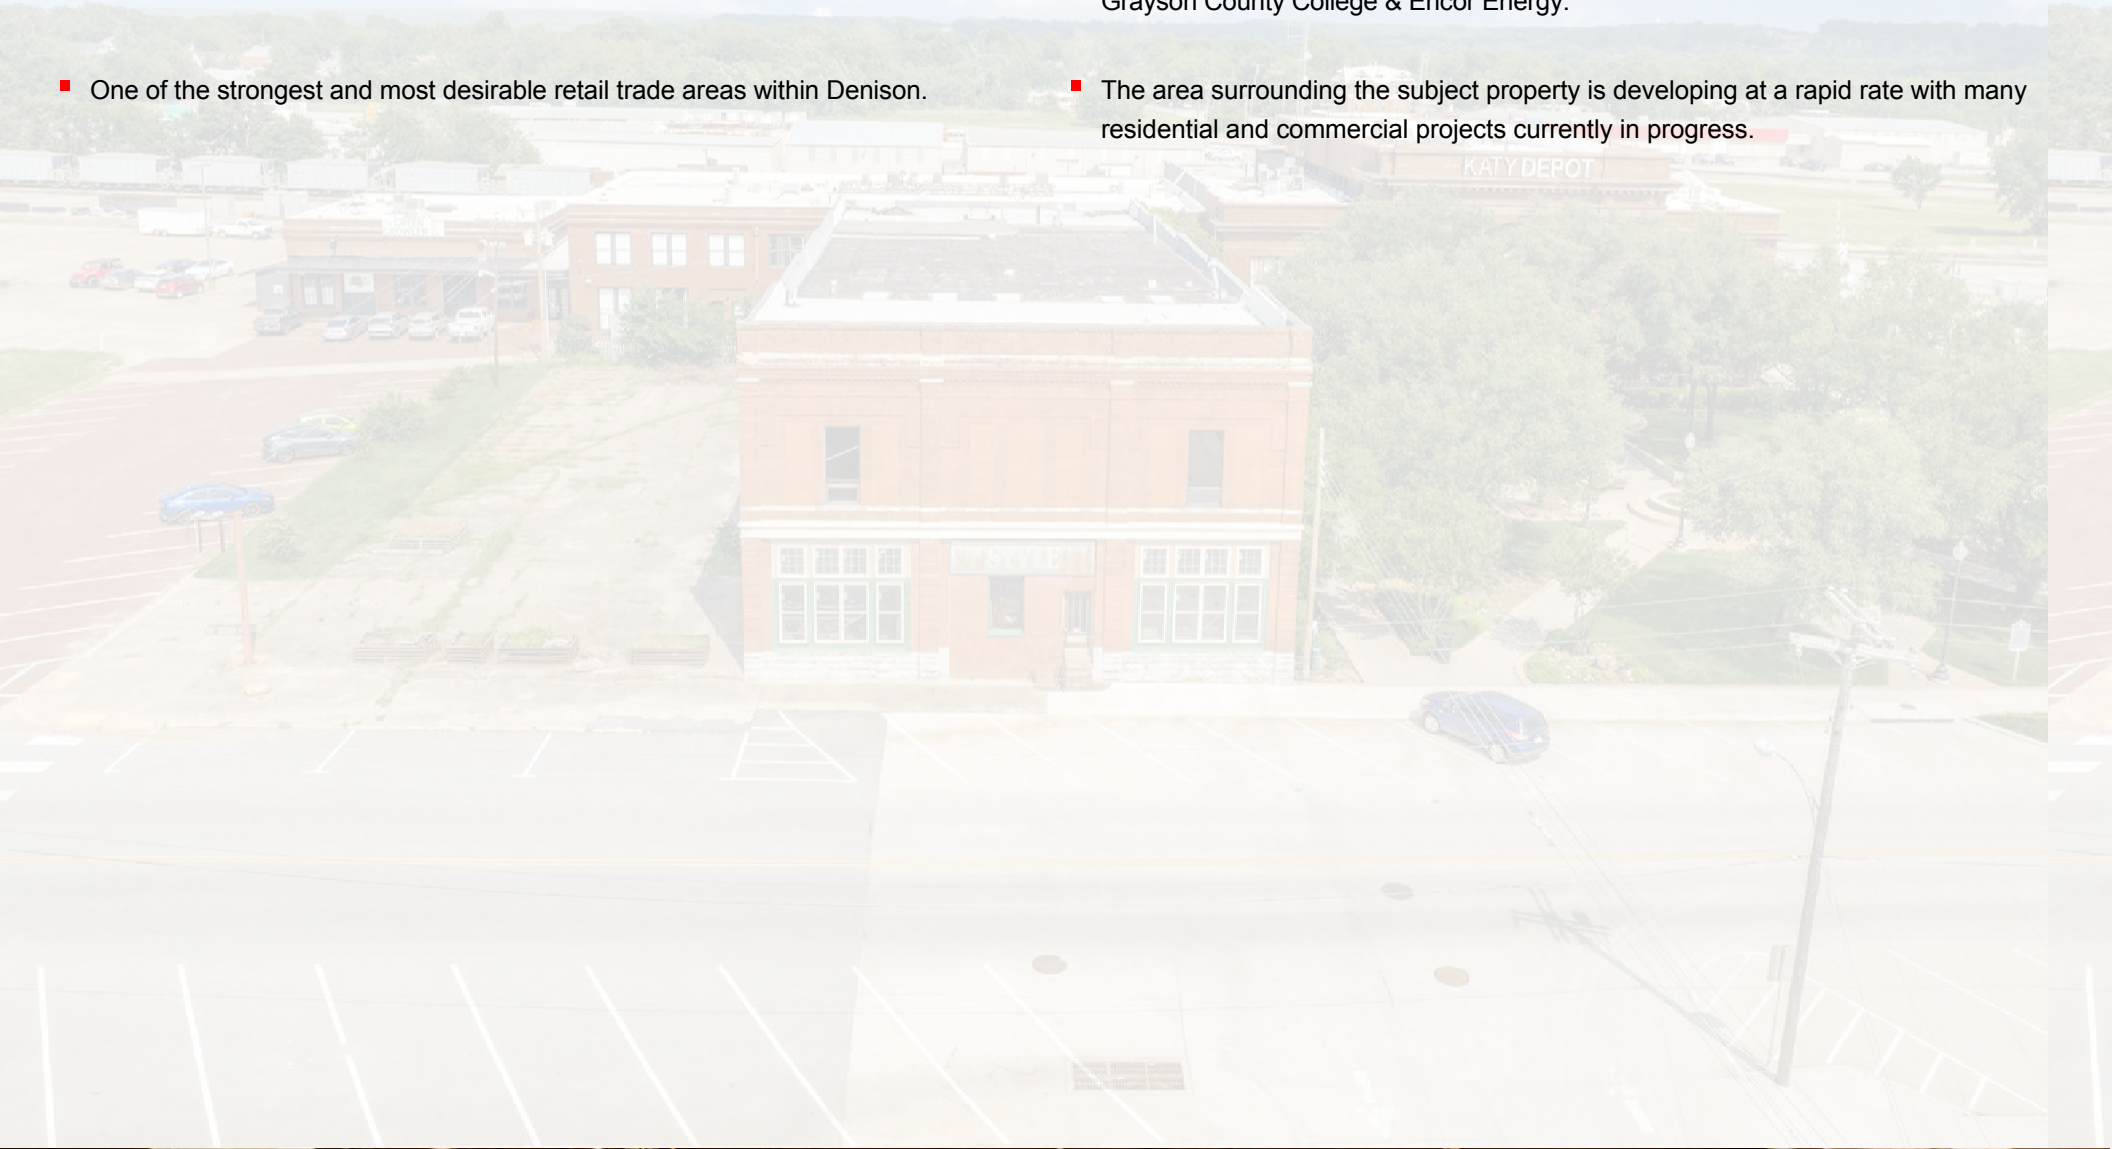 Grayson County College & Encor Energy.
One of the strongest and most desirable retail trade areas within Denison.
The area surrounding the subject property is developing at a rapid rate with many
residential and commercial projects currently in progress.
KATY DEPOT